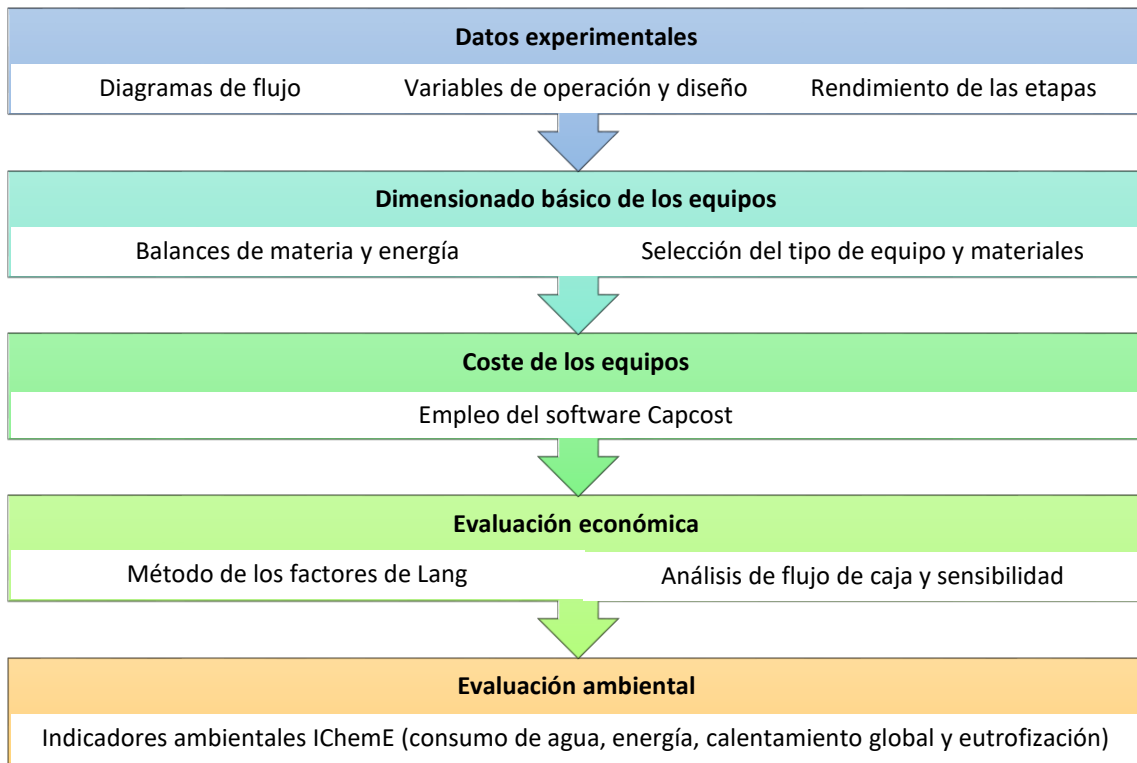 Datos experimentales
Diagramas de flujo Variables de operación y diseño Rendimiento de las etapas
Dimensionado básico de los equipos
Balances de materia y energía Selección del tipo de equipo y materiales
Coste de los equipos
Empleo del software Capcost
Evaluación económica
Método de los factores de Lang Análisis de flujo de caja y sensibilidad
Evaluación ambiental
Indicadores ambientales IChemE (consumo de agua, energía, calentamiento global y eutrofización)